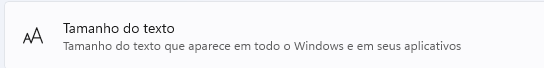 Tamanho do texto
Tamanho do texto que aparece em todo o Windows e em seus aplicativos